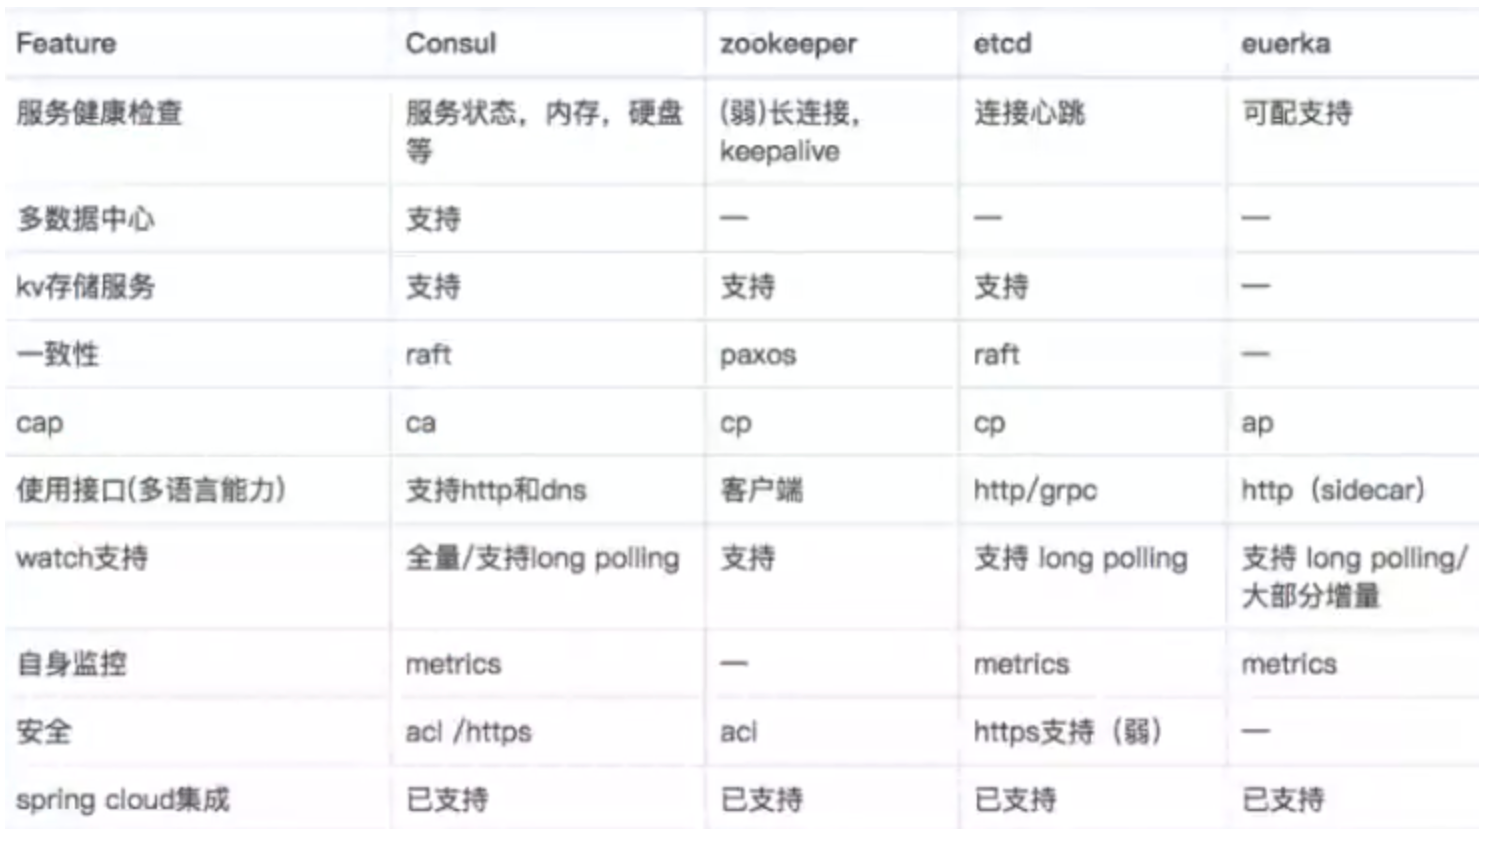 Feature Consul zookeeper etcd euerka
服务健康检查 服务状态，内存，硬盘等 (弱)长连接，keepalive 连接心跳 可配支持
多数据中心 支持 — — —
kv存储服务 支持 支持 支持 —
一致性 raft paxos raft —
cap ca cp cp ap
使用接口(多语言能力) 支持http和dns 客户端 http/grpc http（sidecar）
watch支持 全量/支持long polling 支持 支持 long polling 支持 long polling/大部分增量
自身监控 metrics — metrics metrics
安全 acl /https acl https支持（弱） —
spring cloud集成 已支持 已支持 已支持 已支持